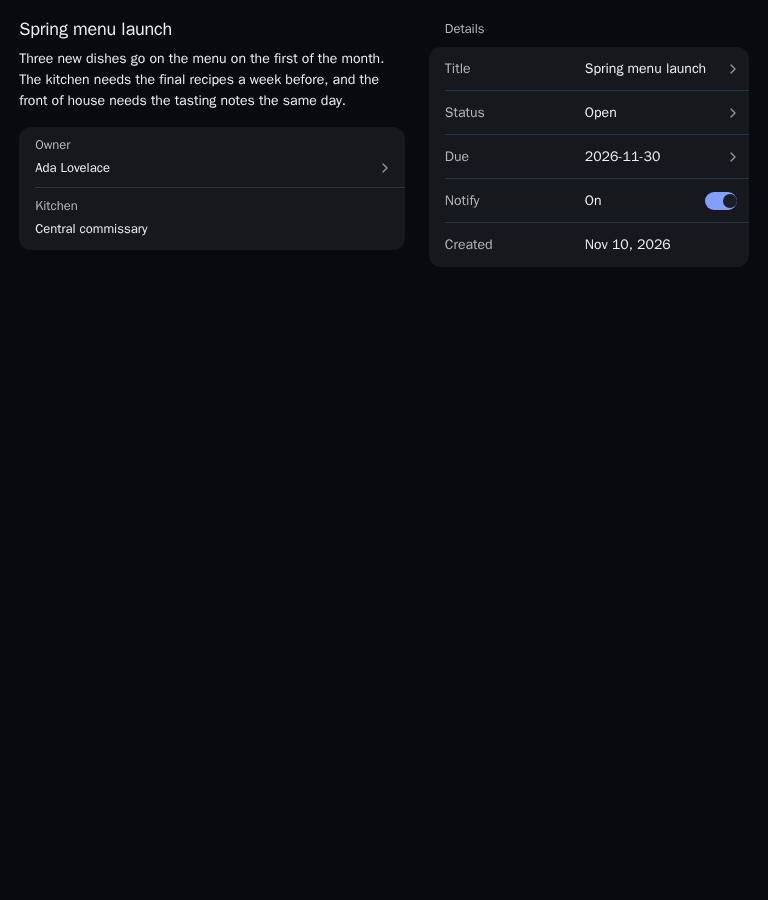 Spring menu launch
Three new dishes go on the menu on the first of the month.
The kitchen needs the final recipes a week before, and the
front of house needs the tasting notes the same day.
Owner
Ada Lovelace
Kitchen
Central commissary
Details
Title Spring menu launch
Status Open
Due 2026-11-30
Notify On
Created Nov 10, 2026